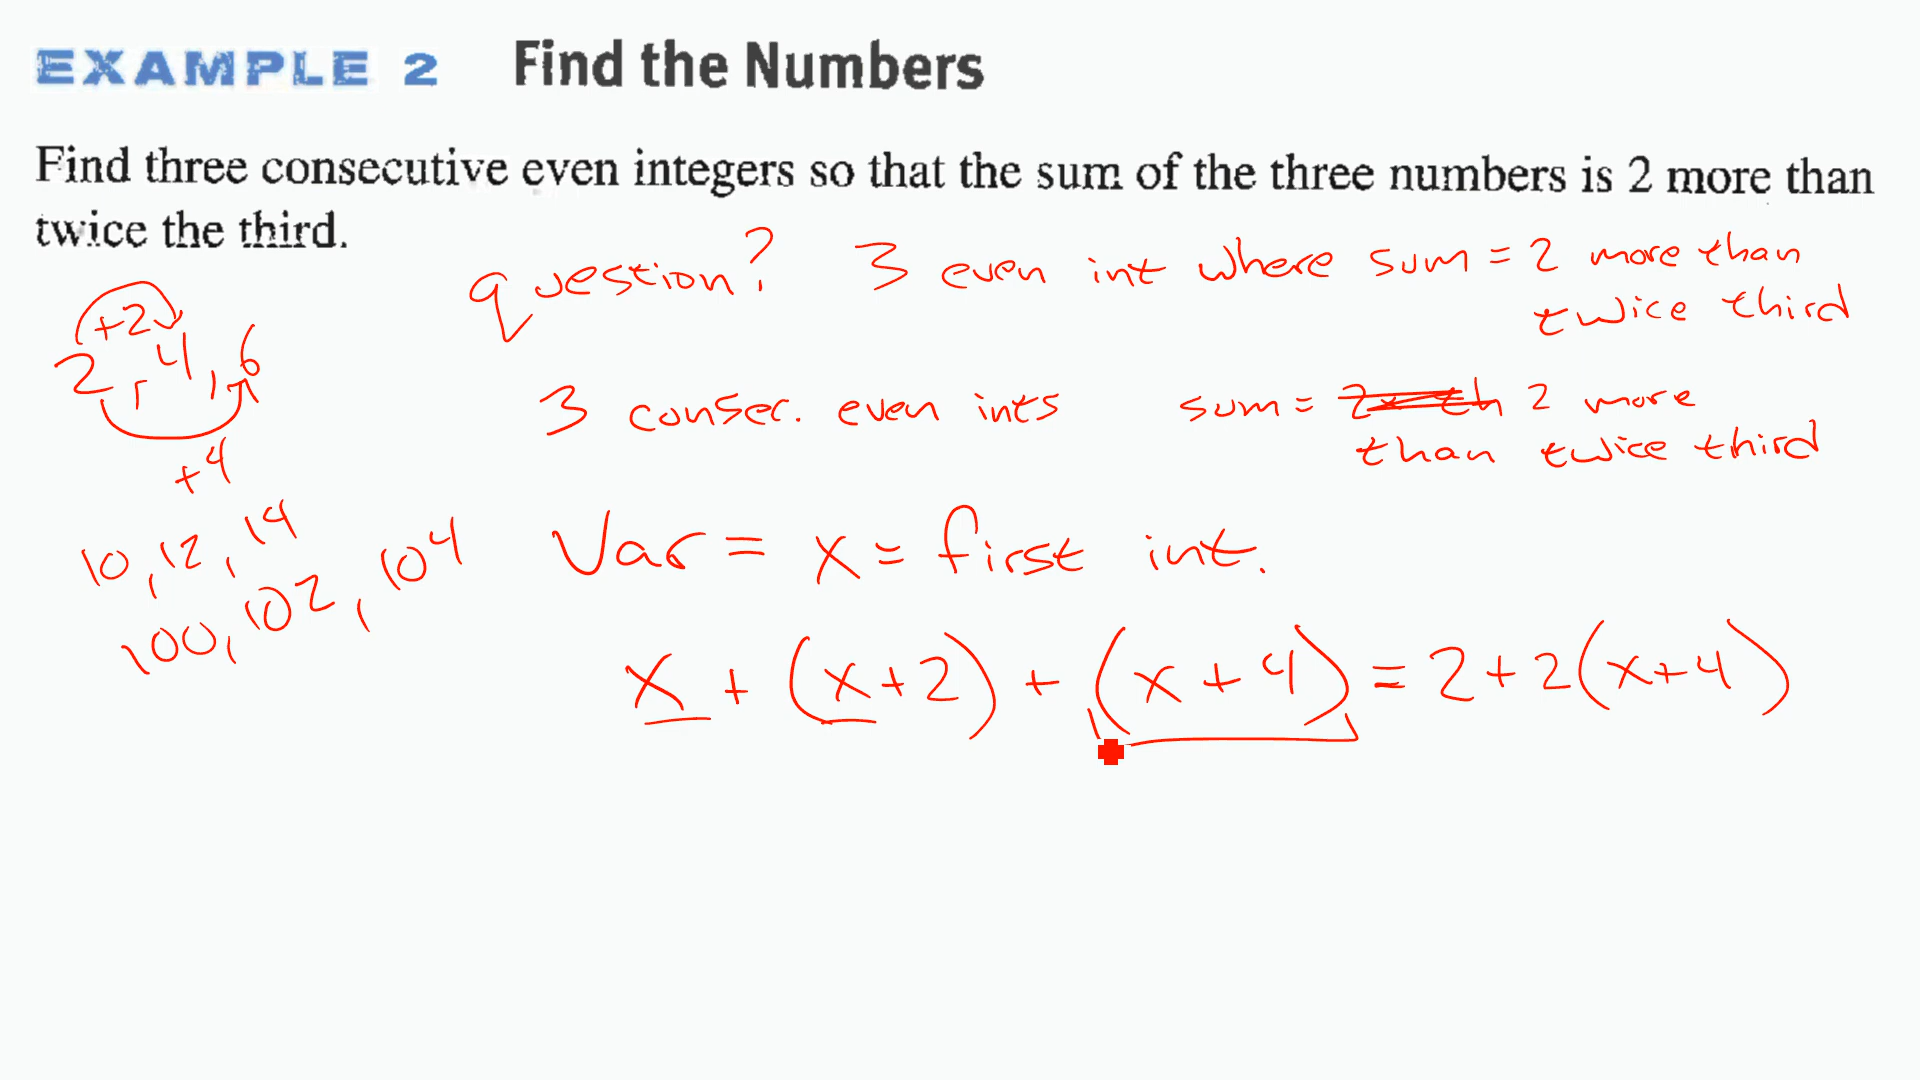 EXAMPLE 2 Find the Numbers
Find three consecutive even integers so that the sum of the three numbers is 2 more than
twice the third.
question? 3 even int where sum = 2 more than
twice third
+2
2, 4, 6
+4
3 consec. even ints sum = 2 more
than twice third
10, 12, 14
100, 102, 104
Var = x = first int.
x + (x+2) + (x+4) = 2+2(x+4)